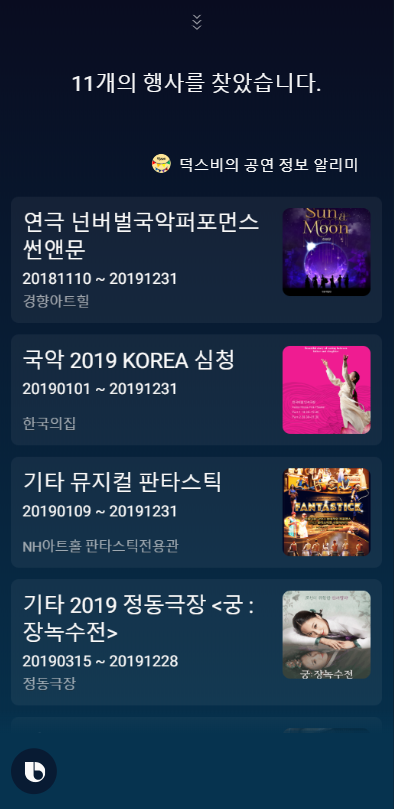 11개의 행사를 찾았습니다.
덕스비의 공연 정보 알리미
연극 넌버벌국악퍼포먼스
썬앤문
20181110 ~ 20191231
경향아트힐
Sun &
Moon
국악 2019 KOREA 심청
20190101 ~ 20191231
한국의집
기타 뮤지컬 판타스틱
20190109 ~ 20191231
NH아트홀 판타스틱전용관
FANTASTICK
기타 2019 정동극장 <궁 :
장녹수전>
20190315 ~ 20191228
정동극장
궁:장녹수전